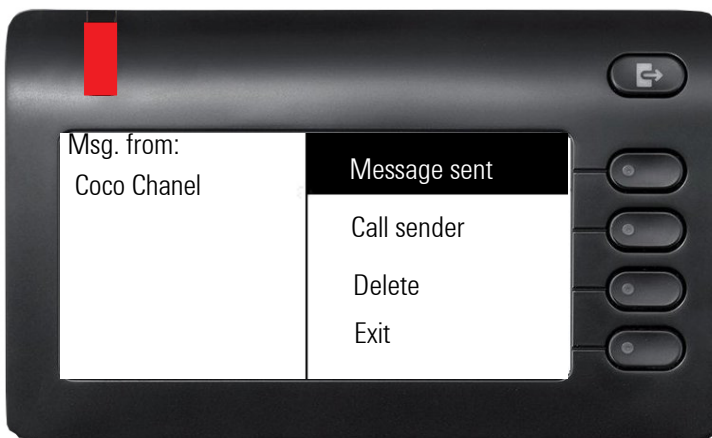 Msg. from:
Coco Chanel
Message sent
Call sender
Delete
Exit